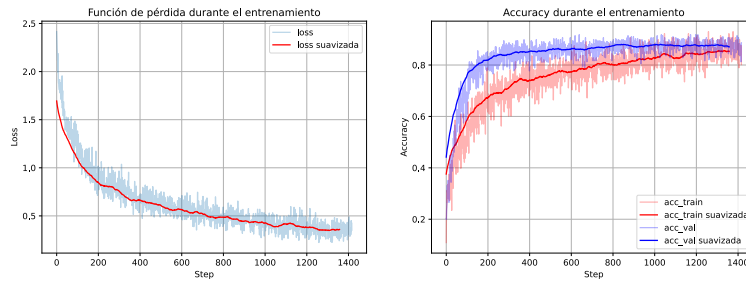 Función de pérdida durante el entrenamiento
loss
loss suavizada
Loss
2.5
2.0
1.5
1.0
0.5
0 200 400 600 800 1000 1200 1400
Step
Accuracy durante el entrenamiento
Accuracy
0.8
0.6
0.4
0.2
acc_train
acc_train suavizada
acc_val
acc_val suavizada
0 200 400 600 800 1000 1200 1400
Step